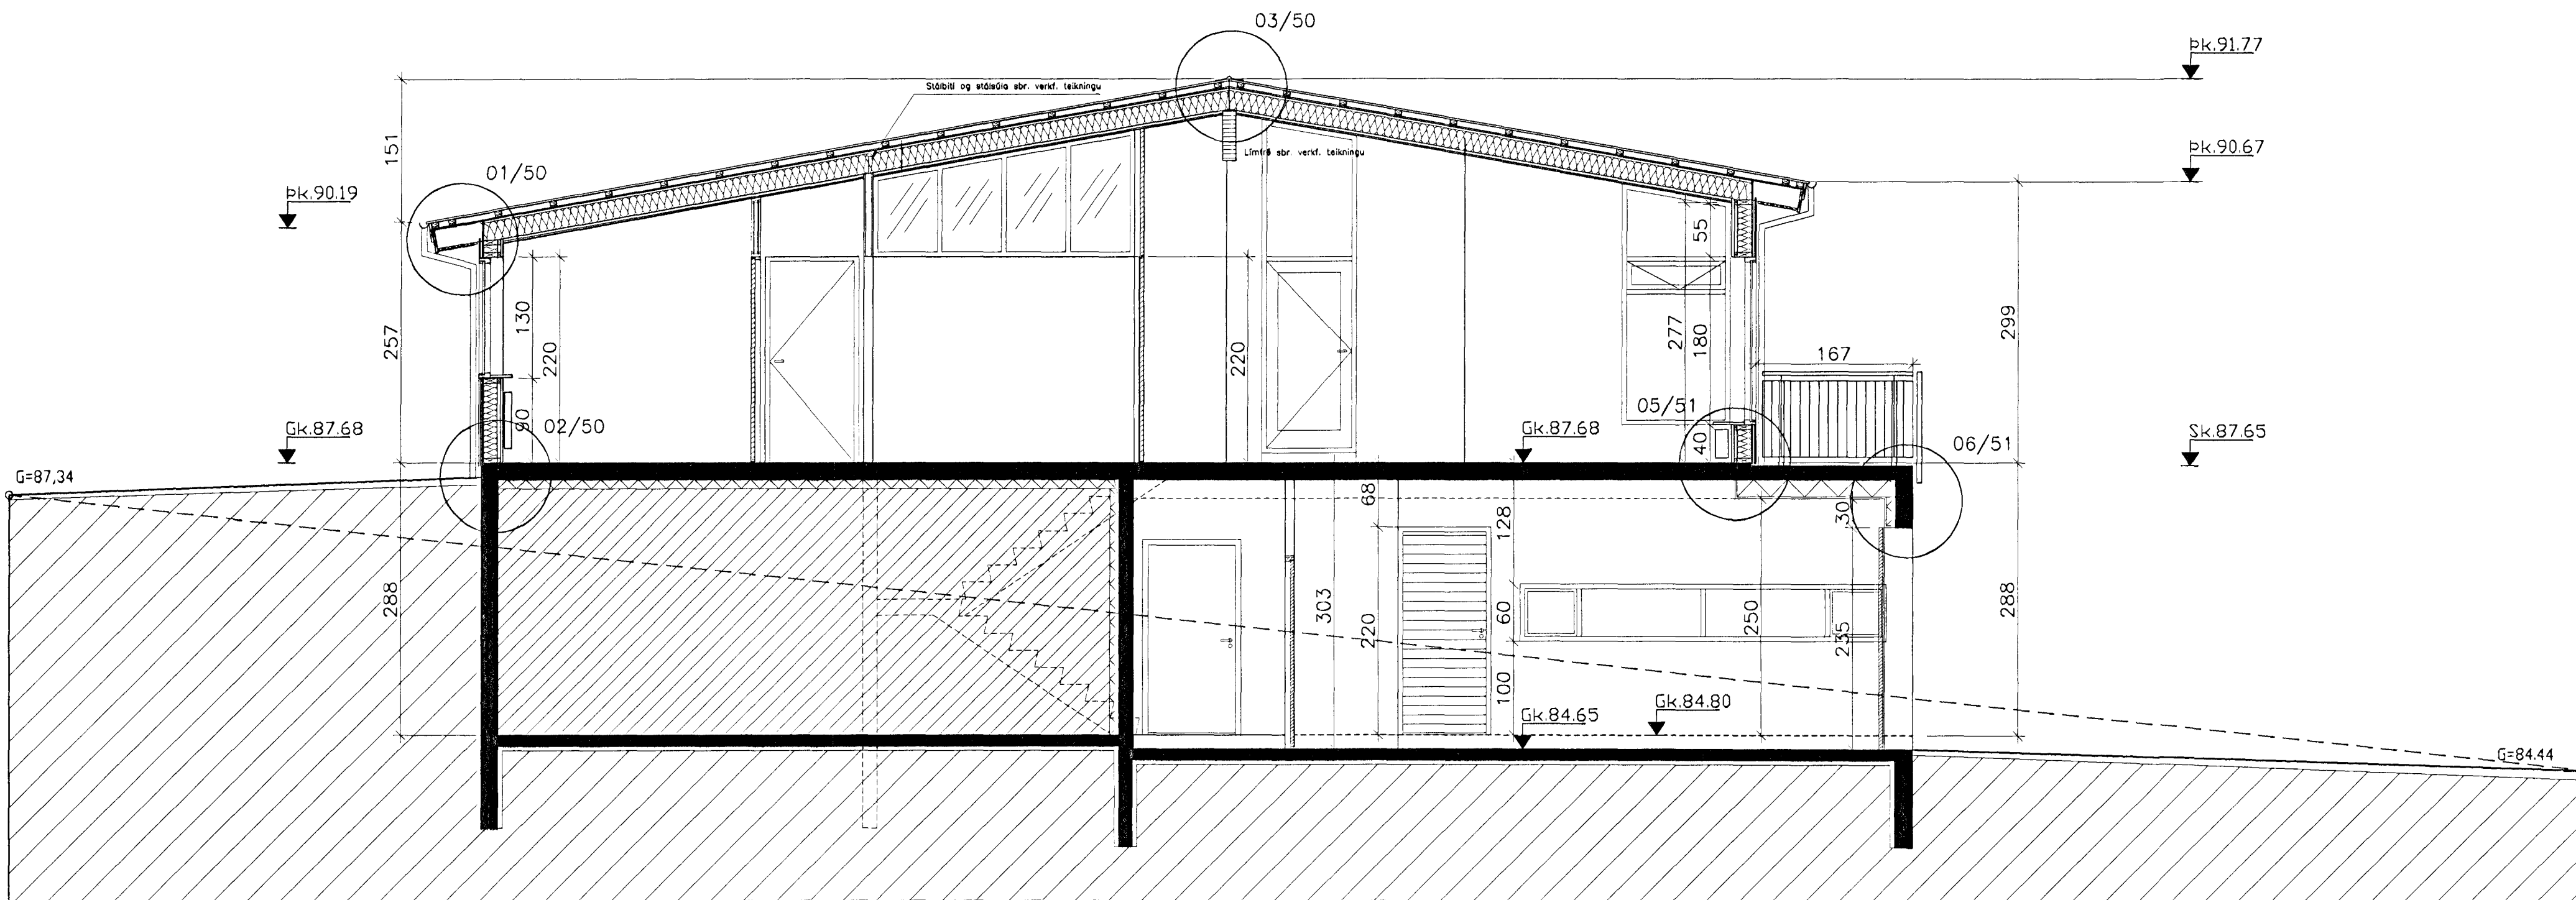 03/50
Þk.91.77
Stálbiti og stálsúla sbr. verkf. teikningu
151
Límtré sbr. verkf. teikningu
Þk.90.67
01/50
Þk.90.19
55
130
257
220
220
277
180
299
167
90
02/50
05/51
40
Gk.87.68
Gk.87.68
06/51
Sk.87.65
G=87,34
68
128
30
288
303
220
60
250
235
288
100
Gk.84.65
Gk.84.80
G=84.44